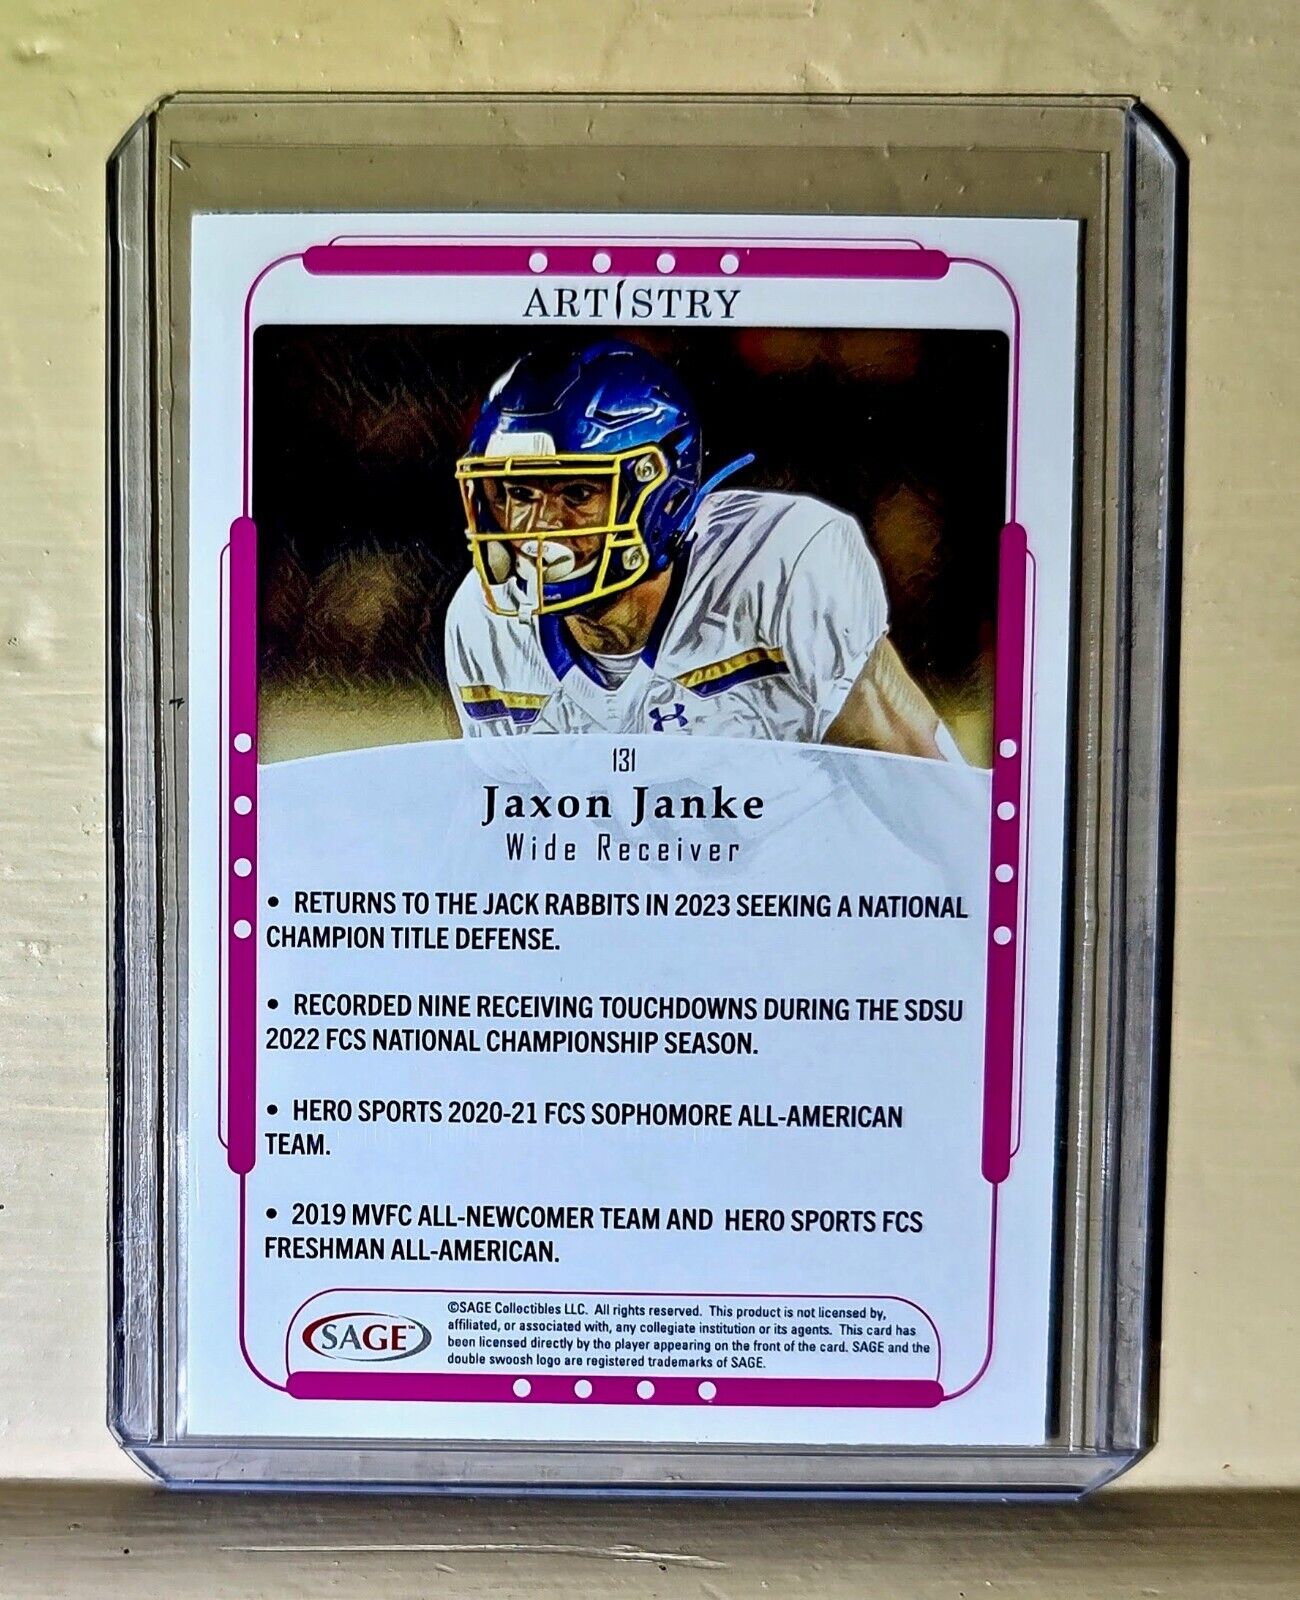 ARTISTRY
131
Jaxon Janke
Wide Receiver
• RETURNS TO THE JACK RABBITS IN 2023 SEEKING A NATIONAL
CHAMPION TITLE DEFENSE.
• RECORDED NINE RECEIVING TOUCHDOWNS DURING THE SDSU
2022 FCS NATIONAL CHAMPIONSHIP SEASON.
• HERO SPORTS 2020-21 FCS SOPHOMORE ALL-AMERICAN
TEAM.
• 2019 MVFC ALL-NEWCOMER TEAM AND HERO SPORTS FCS
FRESHMAN ALL-AMERICAN.
SAGE™
©SAGE Collectibles LLC. All rights reserved. This product is not licensed by,
affiliated, or associated with, any collegiate institution or its agents. This card has
been licensed directly by the player appearing on the front of the card. SAGE and the
double swoosh logo are registered trademarks of SAGE.